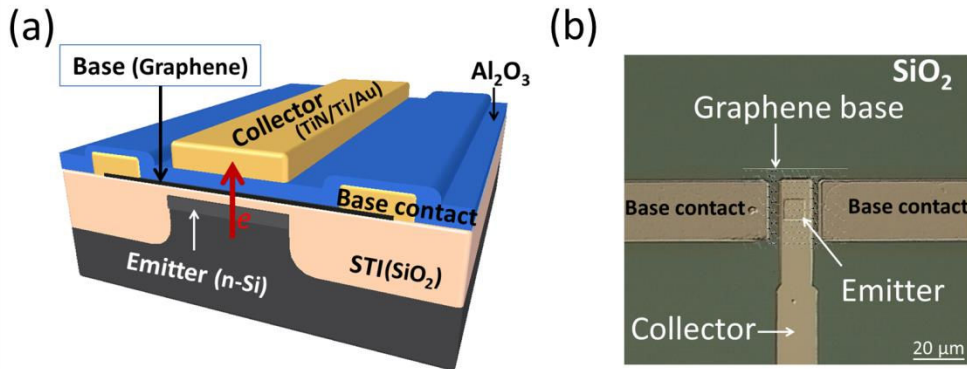 (a)
Base (Graphene)
Al₂O₃
Collector
(TiN/Ti/Au)
Base contact
e
Emitter (n-Si)
STI(SiO₂)
(b)
SiO₂
Graphene base
Base contact
Base contact
Emitter
Collector
20 µm